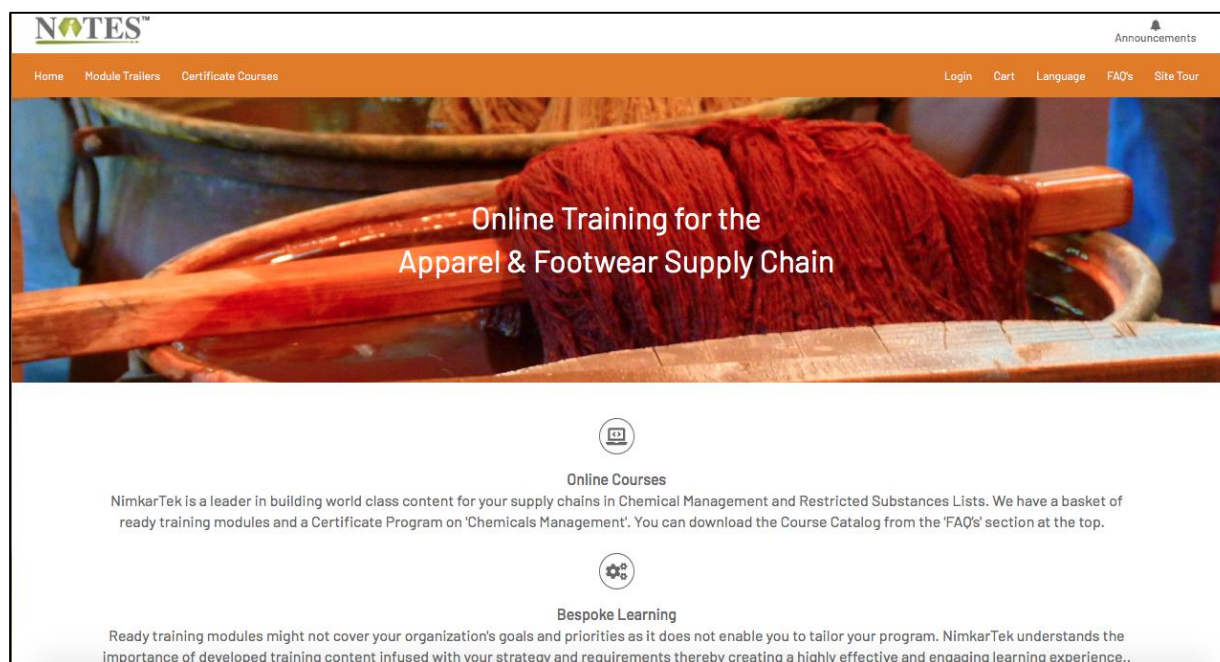 NOTES™
Announcements
Home Module Trailers Certificate Courses Login Cart Language FAQ's Site Tour
Online Training for the
Apparel & Footwear Supply Chain
Online Courses
NimkarTek is a leader in building world class content for your supply chains in Chemical Management and Restricted Substances Lists. We have a basket of
ready training modules and a Certificate Program on 'Chemicals Management'. You can download the Course Catalog from the 'FAQ's' section at the top.
Bespoke Learning
Ready training modules might not cover your organization's goals and priorities as it does not enable you to tailor your program. NimkarTek understands the
importance of developed training content infused with your strategy and requirements thereby creating a highly effective and engaging learning experience..